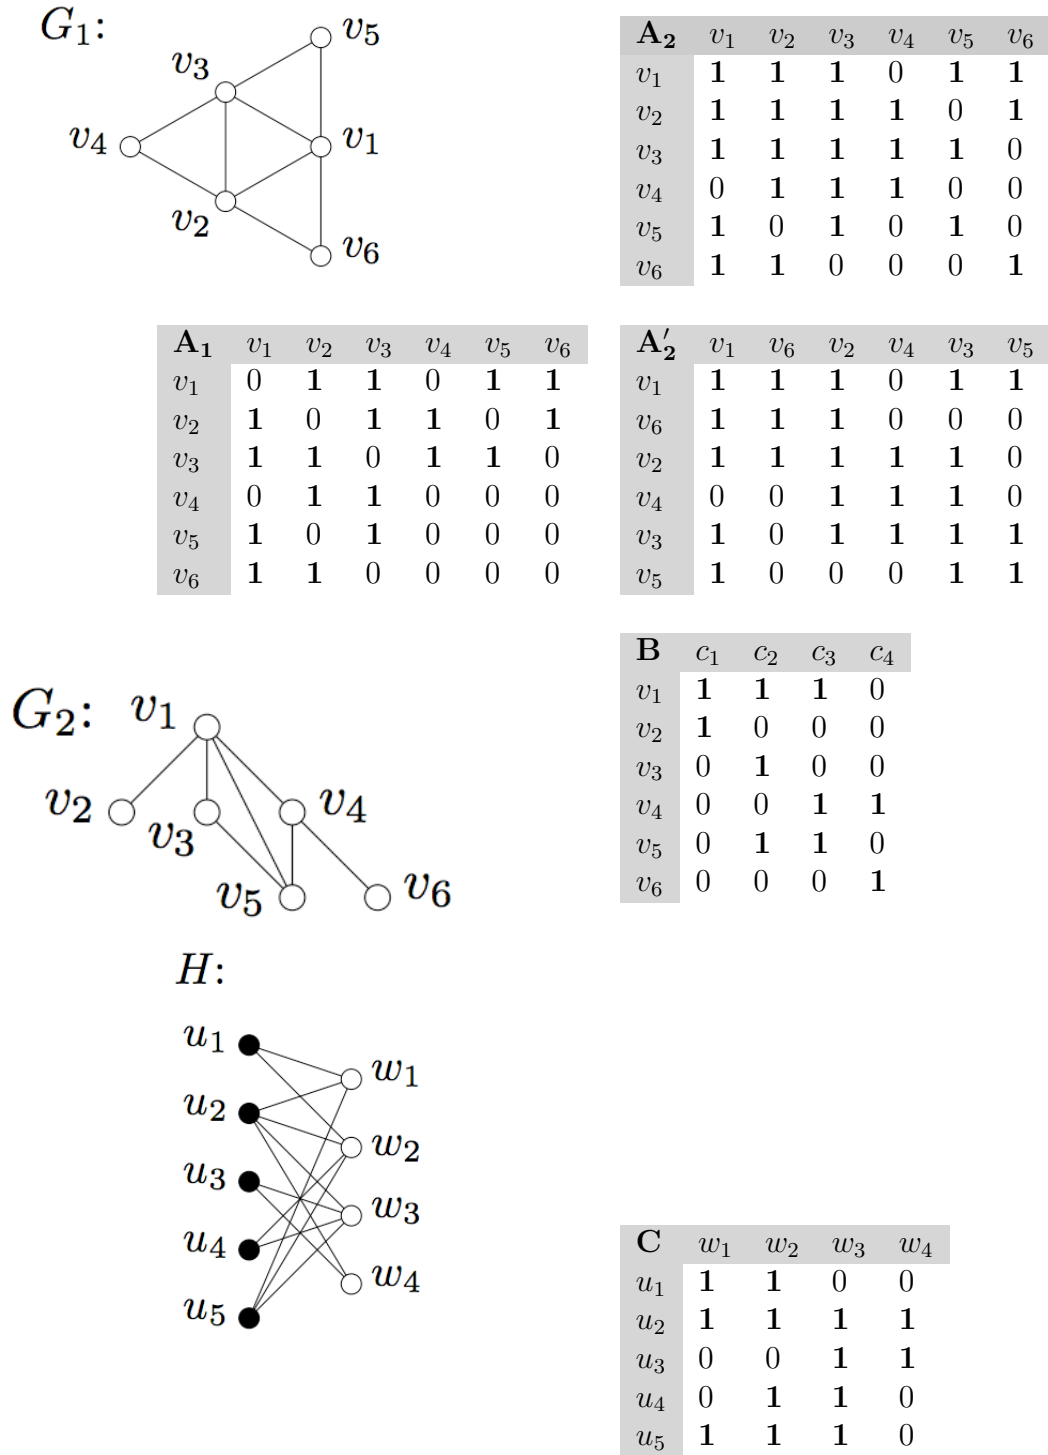 G₁:
v₅
v₃
v₄
v₁
v₂
v₆
A₂ v₁ v₂ v₃ v₄ v₅ v₆
v₁ 1 1 1 0 1 1
v₂ 1 1 1 1 0 1
v₃ 1 1 1 1 1 0
v₄ 0 1 1 1 0 0
v₅ 1 0 1 0 1 0
v₆ 1 1 0 0 0 1
A₁ v₁ v₂ v₃ v₄ v₅ v₆
v₁ 0 1 1 0 1 1
v₂ 1 0 1 1 0 1
v₃ 1 1 0 1 1 0
v₄ 0 1 1 0 0 0
v₅ 1 0 1 0 0 0
v₆ 1 1 0 0 0 0
A′₂ v₁ v₆ v₂ v₄ v₃ v₅
v₁ 1 1 1 0 1 1
v₆ 1 1 1 0 0 0
v₂ 1 1 1 1 1 0
v₄ 0 0 1 1 1 0
v₃ 1 0 1 1 1 1
v₅ 1 0 0 0 1 1
G₂: v₁
v₂
v₃
v₄
v₅
v₆
B c₁ c₂ c₃ c₄
v₁ 1 1 1 0
v₂ 1 0 0 0
v₃ 0 1 0 0
v₄ 0 0 1 1
v₅ 0 1 1 0
v₆ 0 0 0 1
H:
u₁
w₁
u₂
w₂
u₃
w₃
u₄
w₄
u₅
C w₁ w₂ w₃ w₄
u₁ 1 1 0 0
u₂ 1 1 1 1
u₃ 0 0 1 1
u₄ 0 1 1 0
u₅ 1 1 1 0